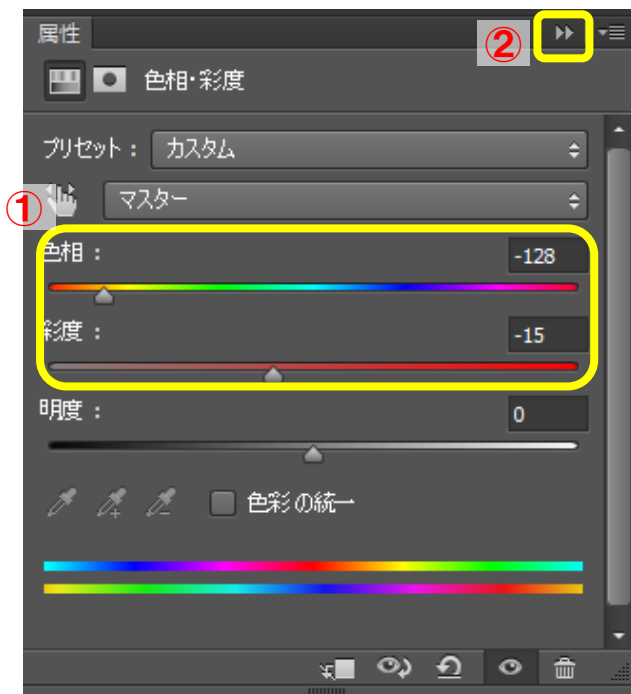 属性
②
色相・彩度
プリセット： カスタム
① マスター
色相： -128
彩度： -15
明度： 0
色彩の統一